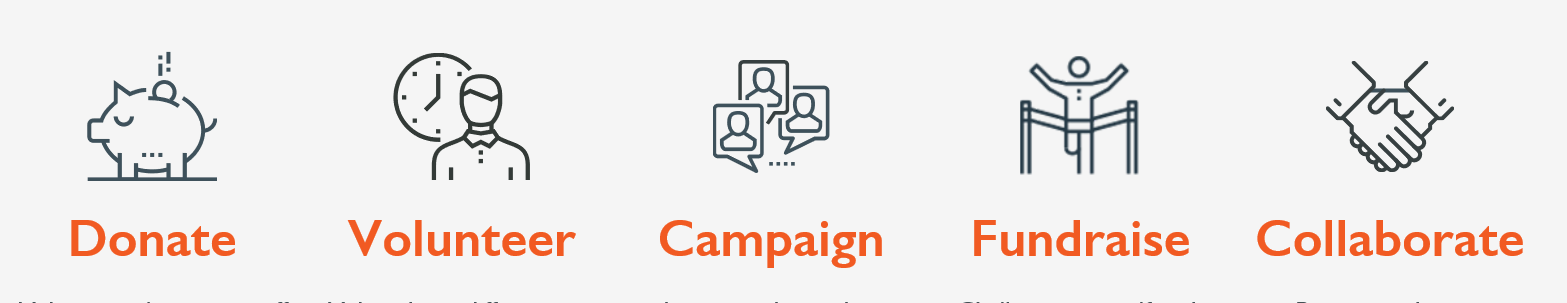 Donate
Volunteer
Campaign
Fundraise
Collaborate